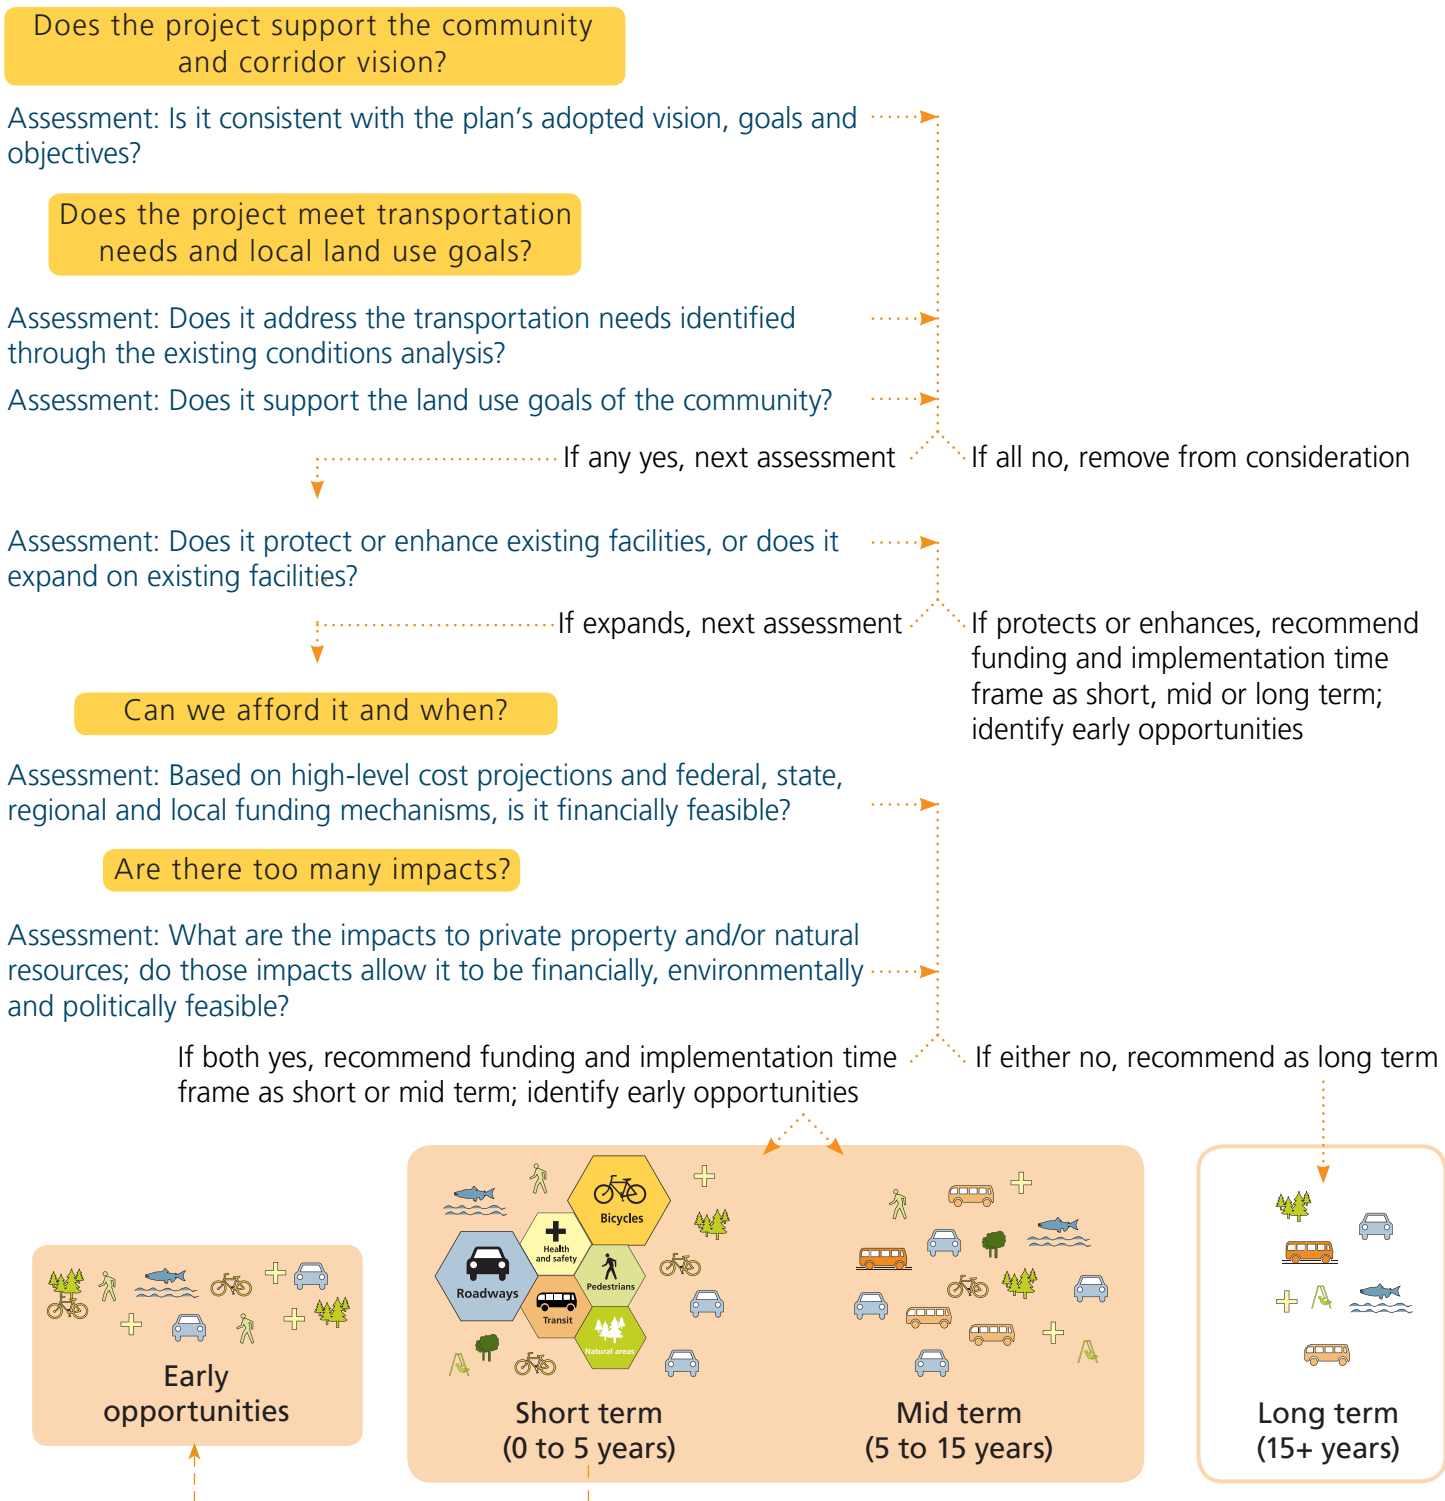 Does the project support the community
and corridor vision?
Assessment: Is it consistent with the plan’s adopted vision, goals and
objectives?
Does the project meet transportation
needs and local land use goals?
Assessment: Does it address the transportation needs identified
through the existing conditions analysis?
Assessment: Does it support the land use goals of the community?
If any yes, next assessment
If all no, remove from consideration
Assessment: Does it protect or enhance existing facilities, or does it
expand on existing facilities?
If expands, next assessment
If protects or enhances, recommend
funding and implementation time
frame as short, mid or long term;
identify early opportunities
Can we afford it and when?
Assessment: Based on high-level cost projections and federal, state,
regional and local funding mechanisms, is it financially feasible?
Are there too many impacts?
Assessment: What are the impacts to private property and/or natural
resources; do those impacts allow it to be financially, environmentally
and politically feasible?
If both yes, recommend funding and implementation time
frame as short or mid term; identify early opportunities
If either no, recommend as long term
Bicycles
Health
and safety
Roadways
Pedestrians
Transit
Natural areas
Early
opportunities
Short term
(0 to 5 years)
Mid term
(5 to 15 years)
Long term
(15+ years)